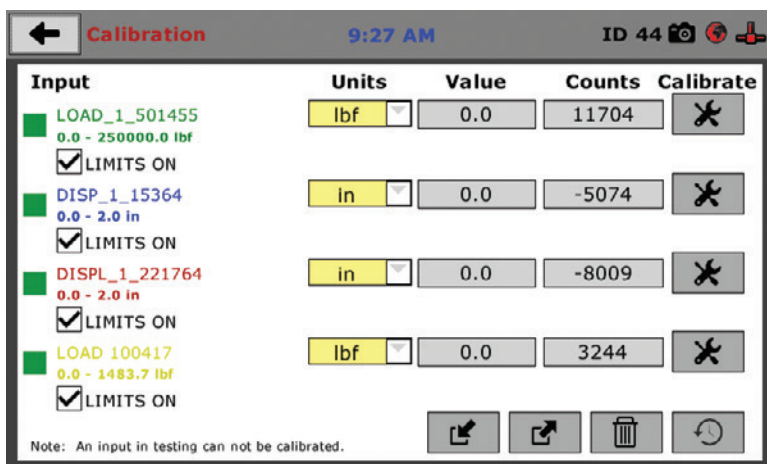 Calibration 9:27 AM ID 44
Input Units Value Counts Calibrate
LOAD_1_501455 lbf 0.0 11704
0.0 - 250000.0 lbf
LIMITS ON
DISP_1_15364 in 0.0 -5074
0.0 - 2.0 in
LIMITS ON
DISPL_1_221764 in 0.0 -8009
0.0 - 2.0 in
LIMITS ON
LOAD 100417 lbf 0.0 3244
0.0 - 1483.7 lbf
LIMITS ON
Note: An input in testing can not be calibrated.